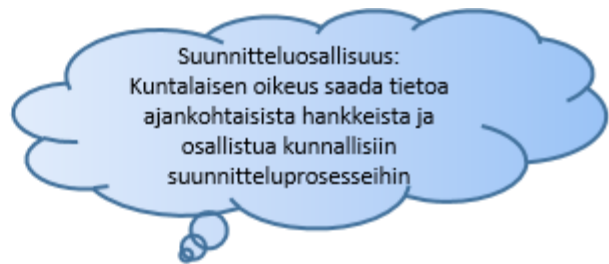 Suunnitteluosallisuus:
Kuntalaisen oikeus saada tietoa
ajankohtaisista hankkeista ja
osallistua kunnallisiin
suunnitteluprosesseihin